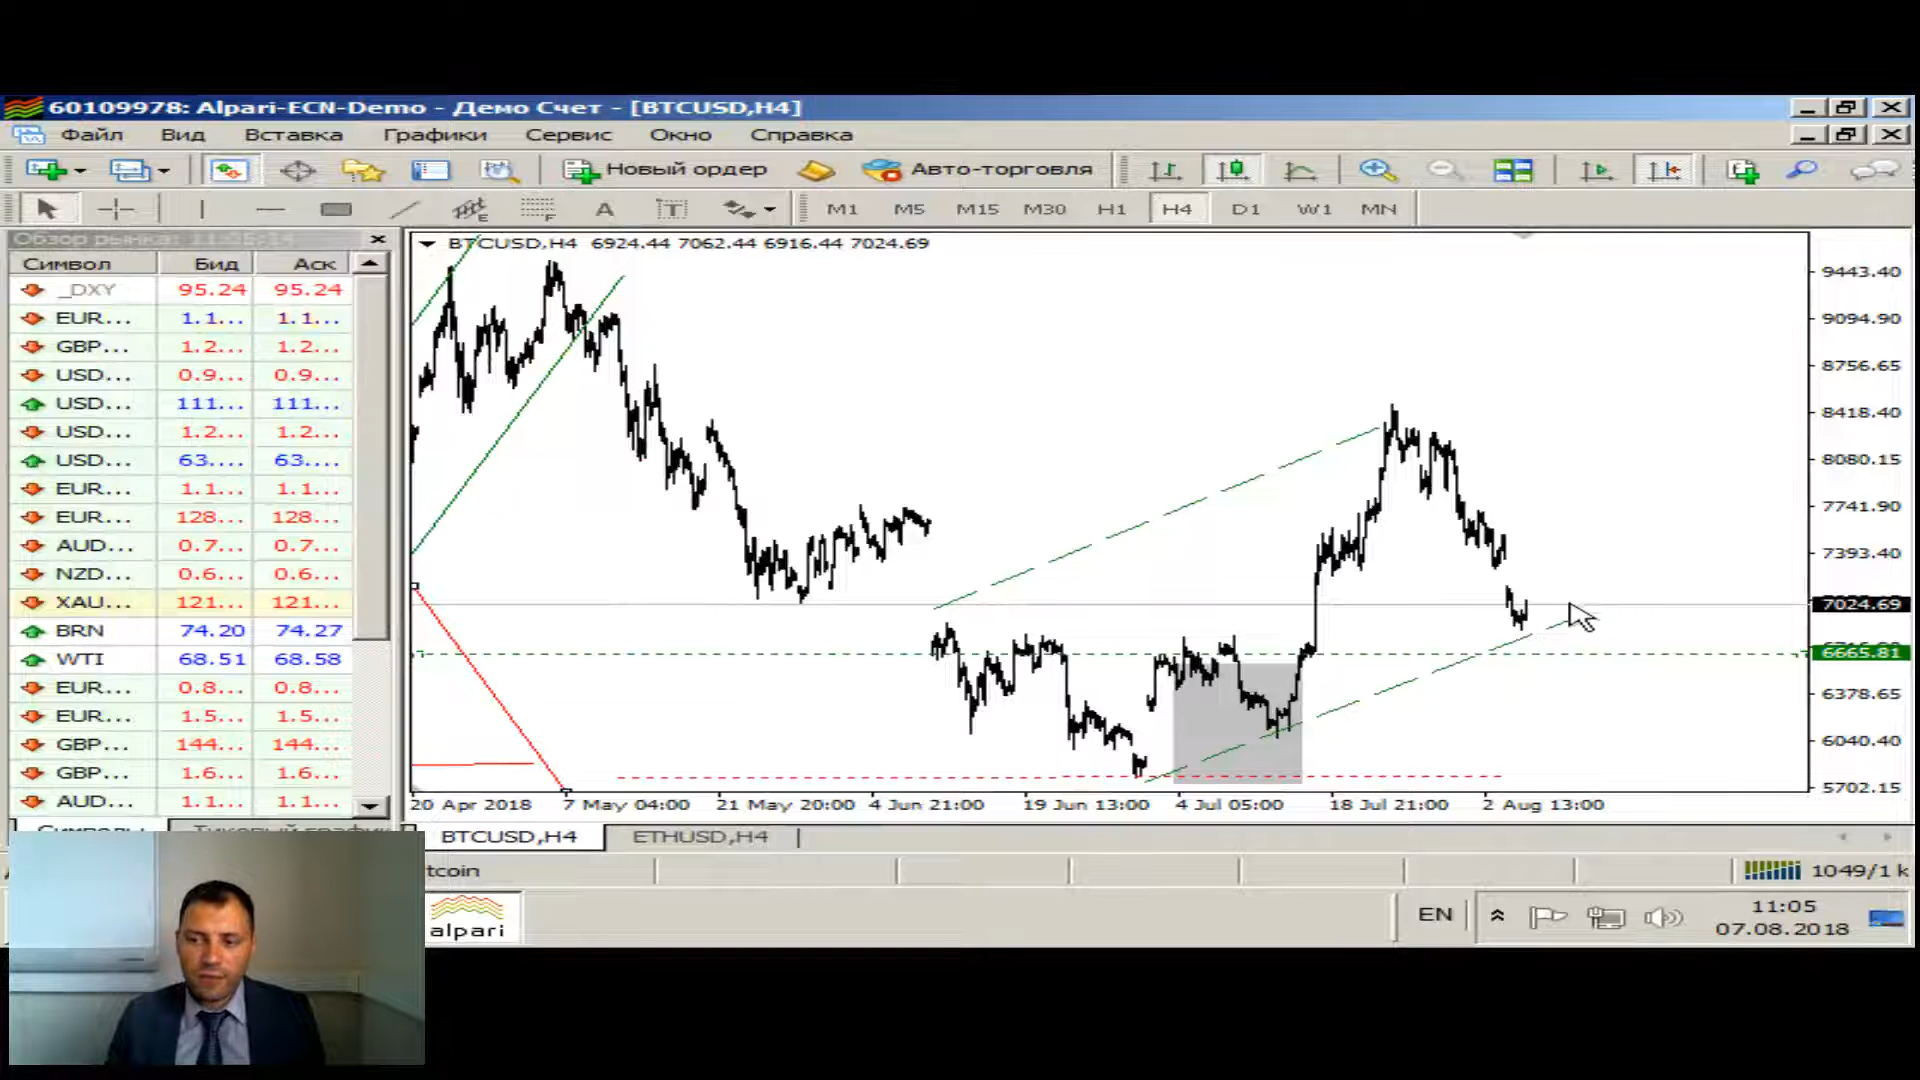 60109978: Alpari-ECN-Demo - Демо Счет - [BTCUSD,H4]
Файл Вид Вставка Графики Сервис Окно Справка
Новый ордер Авто-торговля
A T M1 M5 M15 M30 H1 H4 D1 W1 MN
Обзор рынка: 11:05:14
Символ Бид Аск
_DXY 95.24 95.24
EUR... 1.1... 1.1...
GBP... 1.2... 1.2...
USD... 0.9... 0.9...
USD... 111... 111...
USD... 1.2... 1.2...
USD... 63.... 63....
EUR... 1.1... 1.1...
EUR... 128... 128...
AUD... 0.7... 0.7...
NZD... 0.6... 0.6...
XAU... 121... 121...
BRN 74.20 74.27
WTI 68.51 68.58
EUR... 0.8... 0.8...
EUR... 1.5... 1.5...
GBP... 144... 144...
GBP... 1.6... 1.6...
AUD... 1.1... 1.1...
Символы Тиковый график
BTCUSD,H4 6924.44 7062.44 6916.44 7024.69
9443.40
9094.90
8756.65
8418.40
8080.15
7741.90
7393.40
7024.69
6665.81
6378.65
6040.40
5702.15
20 Apr 2018 7 May 04:00 21 May 20:00 4 Jun 21:00 19 Jun 13:00 4 Jul 05:00 18 Jul 21:00 2 Aug 13:00
BTCUSD,H4 ETHUSD,H4
tcoin 1049/1 k
alpari
EN 11:05
07.08.2018